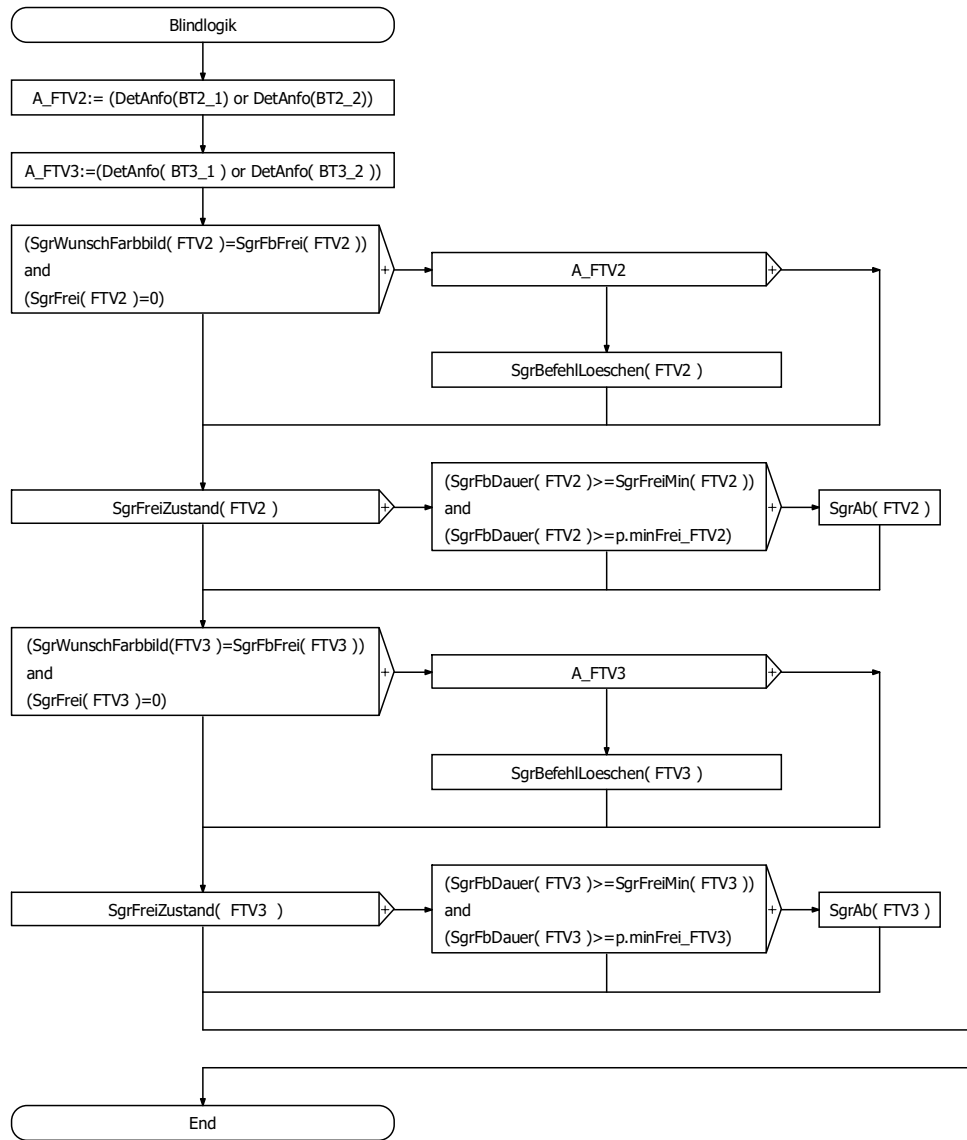 Blindlogik
A_FTV2:= (DetAnfo(BT2_1) or DetAnfo(BT2_2))
A_FTV3:=(DetAnfo( BT3_1 ) or DetAnfo( BT3_2 ))
(SgrWunschFarbbild( FTV2 )=SgrFbFrei( FTV2 ))
and
(SgrFrei( FTV2 )=0)
+
A_FTV2
+
SgrBefehlLoeschen( FTV2 )
SgrFreiZustand( FTV2 )
+
(SgrFbDauer( FTV2 )>=SgrFreiMin( FTV2 ))
and
(SgrFbDauer( FTV2 )>=p.minFrei_FTV2)
+
SgrAb( FTV2 )
(SgrWunschFarbbild(FTV3 )=SgrFbFrei( FTV3 ))
and
(SgrFrei( FTV3 )=0)
+
A_FTV3
+
SgrBefehlLoeschen( FTV3 )
SgrFreiZustand(  FTV3 )
+
(SgrFbDauer( FTV3 )>=SgrFreiMin( FTV3 ))
and
(SgrFbDauer( FTV3 )>=p.minFrei_FTV3)
+
SgrAb( FTV3 )
End